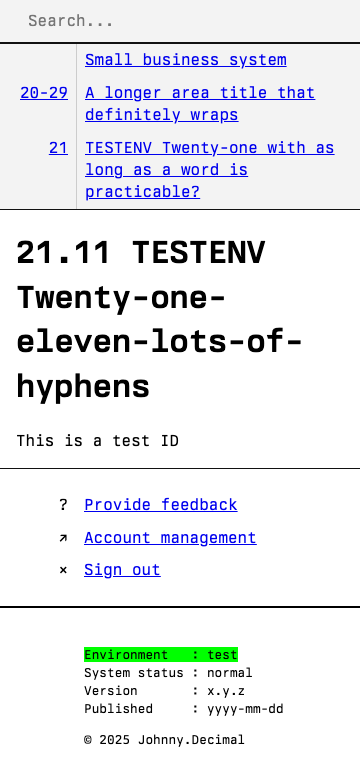 Search...
Small business system
20-29 A longer area title that
definitely wraps
21 TESTENV Twenty-one with as
long as a word is
practicable?
21.11 TESTENV
Twenty-one-
eleven-lots-of-
hyphens
This is a test ID
? Provide feedback
↗ Account management
× Sign out
Environment : test
System status : normal
Version : x.y.z
Published : yyyy-mm-dd
© 2025 Johnny.Decimal